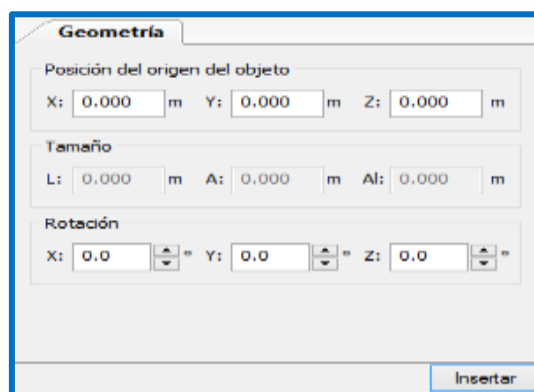 Geometría
Posición del origen del objeto
X: 0.000 m Y: 0.000 m Z: 0.000 m
Tamaño
L: 0.000 m A: 0.000 m Al: 0.000 m
Rotación
X: 0.0 ° Y: 0.0 ° Z: 0.0 °
Insertar